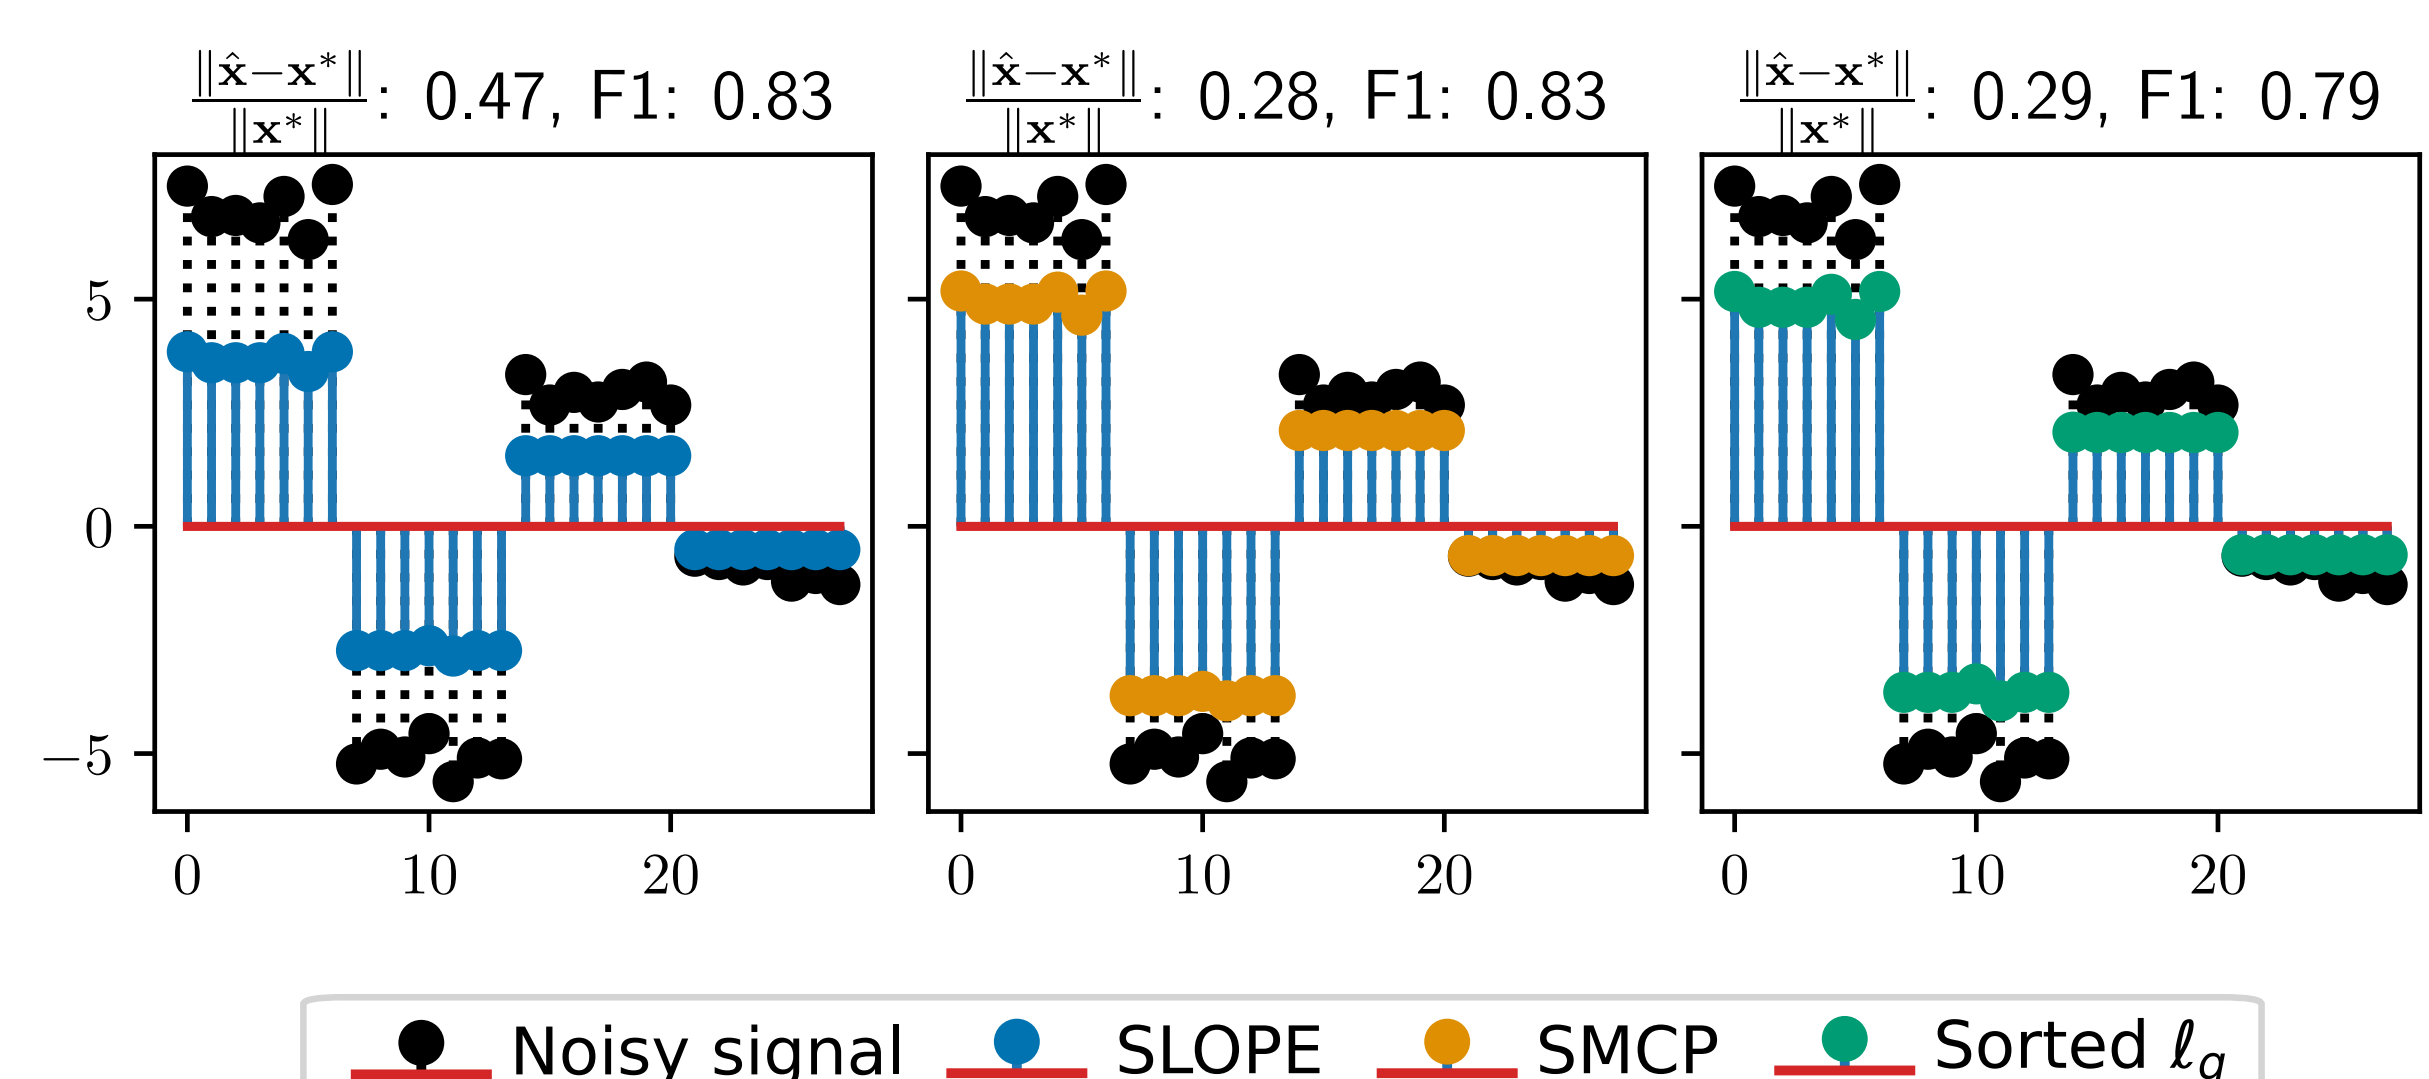 ‖x̂−x*‖/‖x*‖: 0.47, F1: 0.83
‖x̂−x*‖/‖x*‖: 0.28, F1: 0.83
‖x̂−x*‖/‖x*‖: 0.29, F1: 0.79
5
0
−5
0 10 20
0 10 20
0 10 20
Noisy signal SLOPE SMCP Sorted ℓq